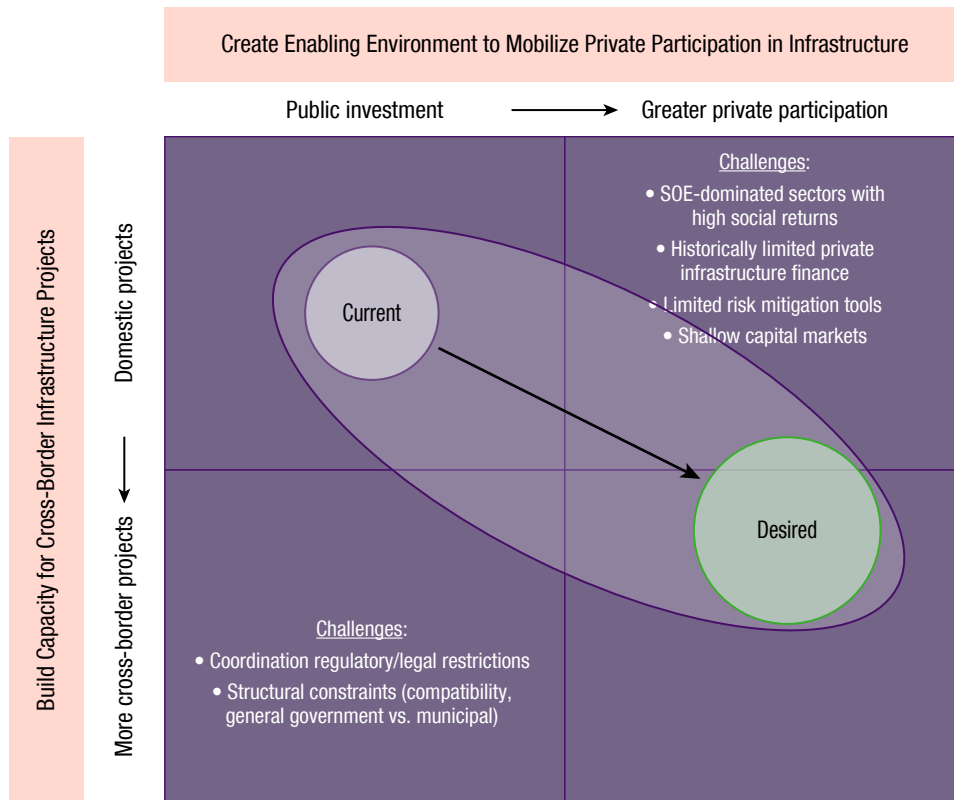 Create Enabling Environment to Mobilize Private Participation in Infrastructure
Public investment
Greater private participation
Build Capacity for Cross-Border Infrastructure Projects
Domestic projects
More cross-border projects
Challenges:
• SOE-dominated sectors with
high social returns
• Historically limited private
infrastructure finance
• Limited risk mitigation tools
• Shallow capital markets
Current
Desired
Challenges:
• Coordination regulatory/legal restrictions
• Structural constraints (compatibility,
general government vs. municipal)